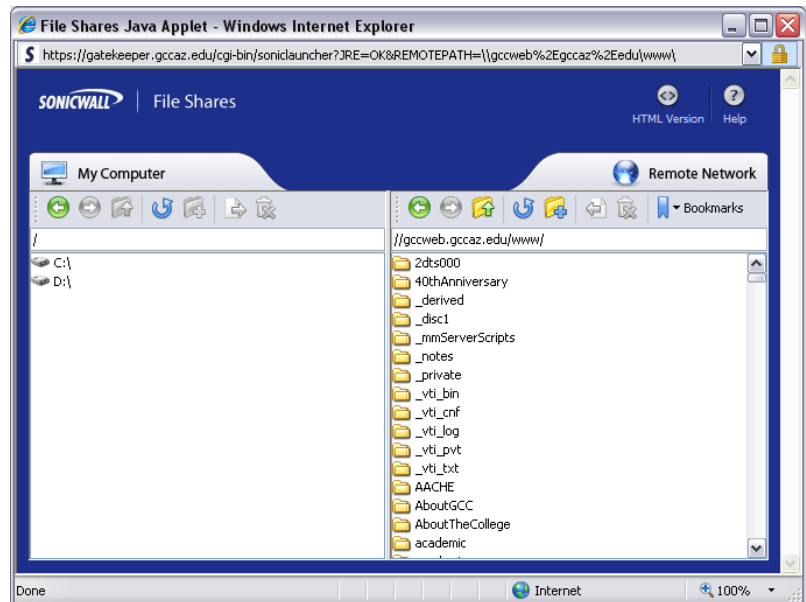 File Shares Java Applet - Windows Internet Explorer
https://gatekeeper.gccaz.edu/cgi-bin/soniclauncher?JRE=OK&REMOTEPATH=\\gccweb%2Egccaz%2Eedu\www\
SONICWALL | File Shares
HTML Version
Help
My Computer
Remote Network
Bookmarks
/
//gccweb.gccaz.edu/www/
C:\
D:\
2dts000
40thAnniversary
_derived
_disc1
_mmServerScripts
_notes
_private
_vti_bin
_vti_cnf
_vti_log
_vti_pvt
_vti_txt
AACHE
AboutGCC
AboutTheCollege
academic
Done
Internet
100%